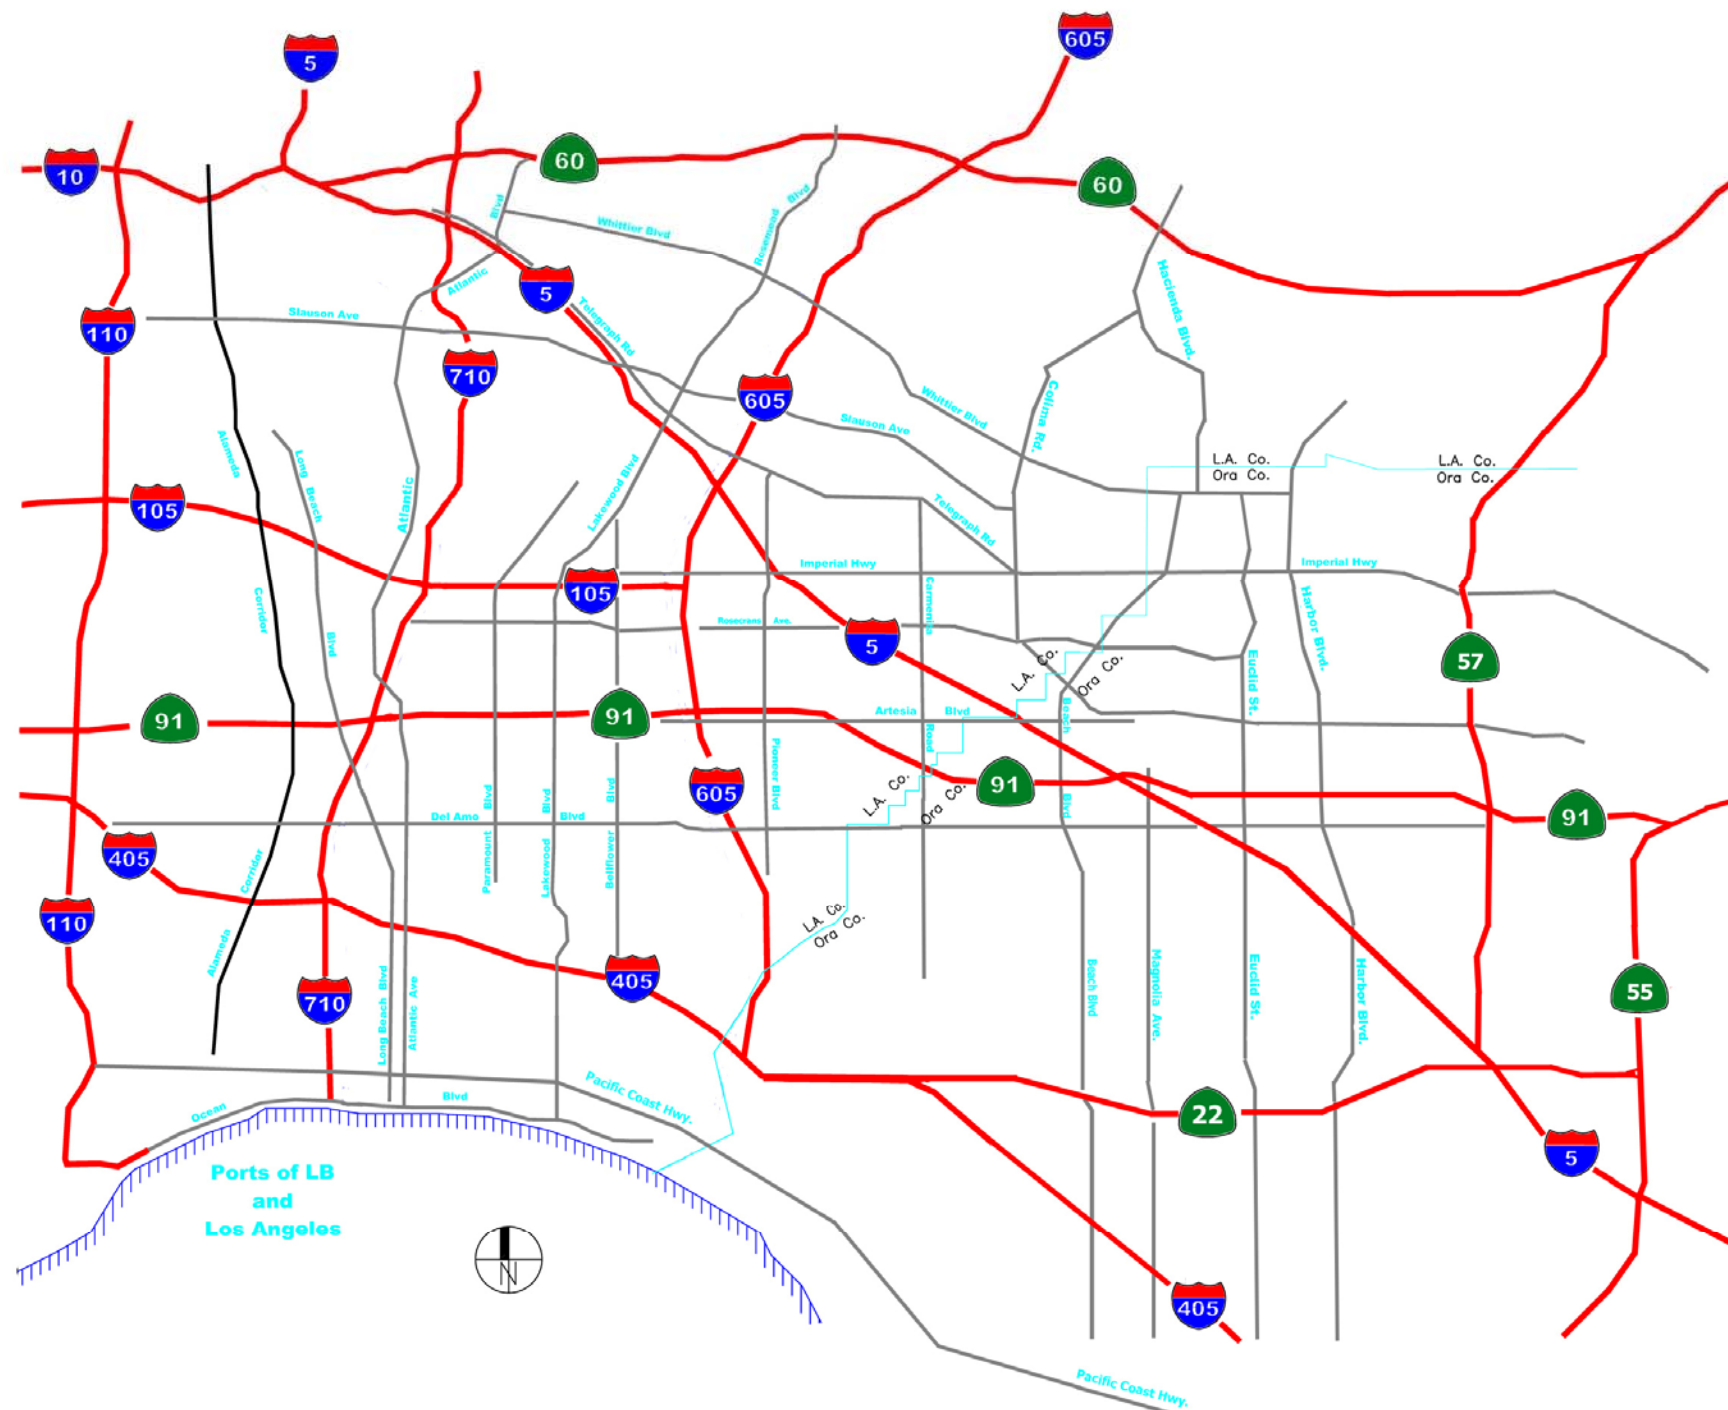 605
5
60
10
60
Blvd
Rosemead Blvd
Whittier Blvd
Hacienda Blvd.
Atlantic
5
Slauson Ave
Telegraph Rd
110
710
605
Whittier Blvd
Colima Rd.
Slauson Ave
Alameda
Long Beach
L.A. Co.
Ora Co.
L.A. Co.
Ora Co.
Atlantic
Lakewood Blvd
105
Telegraph Rd
Imperial Hwy
Imperial Hwy
105
Corridor
Carmenita
Harbor Blvd.
Rosecrans Ave.
Blvd
5
57
L.A. Co.
Ora Co.
Euclid St.
91
91
Artesia Blvd
Beach
Road
Pioneer Blvd
605
91
L.A. Co.
Ora Co.
Blvd
Paramount Blvd
Lakewood Blvd
Bellflower Blvd
Del Amo Blvd
91
405
Corridor
110
L.A. Co.
Ora Co.
Alameda
710
405
Long Beach Blvd
Atlantic Ave
Beach Blvd
Magnolia Ave.
Euclid St.
Harbor Blvd.
55
Pacific Coast Hwy.
Ocean Blvd
22
5
Ports of LB
and
Los Angeles
N
405
Pacific Coast Hwy.